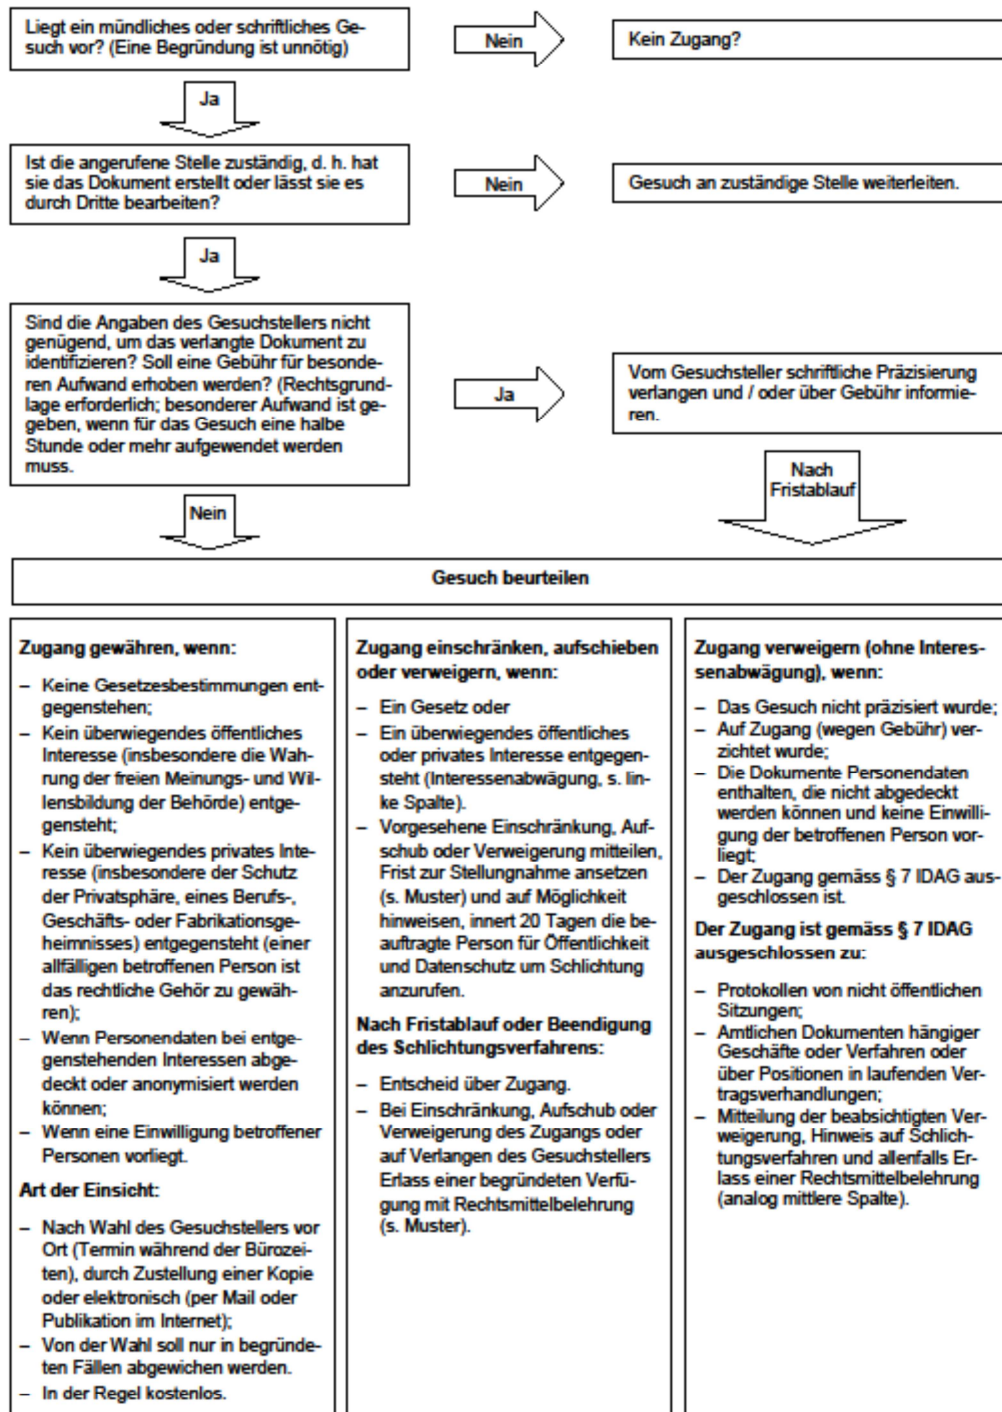 Liegt ein mündliches oder schriftliches Ge-
such vor? (Eine Begründung ist unnötig)
Nein
Kein Zugang?
Ja
Ist die angerufene Stelle zuständig, d. h. hat
sie das Dokument erstellt oder lässt sie es
durch Dritte bearbeiten?
Nein
Gesuch an zuständige Stelle weiterleiten.
Ja
Sind die Angaben des Gesuchstellers nicht
genügend, um das verlangte Dokument zu
identifizieren? Soll eine Gebühr für besonde-
ren Aufwand erhoben werden? (Rechtsgrund-
lage erforderlich; besonderer Aufwand ist ge-
geben, wenn für das Gesuch eine halbe
Stunde oder mehr aufgewendet werden
muss.
Ja
Vom Gesuchsteller schriftliche Präzisierung
verlangen und / oder über Gebühr informie-
ren.
Nein
Nach
Fristablauf
Gesuch beurteilen
Zugang gewähren, wenn:
– Keine Gesetzesbestimmungen ent-
gegenstehen;
– Kein überwiegendes öffentliches
Interesse (insbesondere die Wah-
rung der freien Meinungs- und Wil-
lensbildung der Behörde) entge-
gensteht;
– Kein überwiegendes privates Inte-
resse (insbesondere der Schutz
der Privatsphäre, eines Berufs-,
Geschäfts- oder Fabrikationsge-
heimnisses) entgegensteht (einer
allfälligen betroffenen Person ist
das rechtliche Gehör zu gewäh-
ren);
– Wenn Personendaten bei entge-
genstehenden Interessen abge-
deckt oder anonymisiert werden
können;
– Wenn eine Einwilligung betroffener
Personen vorliegt.
Art der Einsicht:
– Nach Wahl des Gesuchstellers vor
Ort (Termin während der Bürozei-
ten), durch Zustellung einer Kopie
oder elektronisch (per Mail oder
Publikation im Internet);
– Von der Wahl soll nur in begründe-
ten Fällen abgewichen werden.
– In der Regel kostenlos.
Zugang einschränken, aufschieben
oder verweigern, wenn:
– Ein Gesetz oder
– Ein überwiegendes öffentliches
oder privates Interesse entgegen-
steht (Interessenabwägung, s. lin-
ke Spalte).
– Vorgesehene Einschränkung, Auf-
schub oder Verweigerung mitteilen,
Frist zur Stellungnahme ansetzen
(s. Muster) und auf Möglichkeit
hinweisen, innert 20 Tagen die be-
auftragte Person für Öffentlichkeit
und Datenschutz um Schlichtung
anzurufen.
Nach Fristablauf oder Beendigung
des Schlichtungsverfahrens:
– Entscheid über Zugang.
– Bei Einschränkung, Aufschub oder
Verweigerung des Zugangs oder
auf Verlangen des Gesuchstellers
Erlass einer begründeten Verfü-
gung mit Rechtsmittelbelehrung
(s. Muster).
Zugang verweigern (ohne Interes-
senabwägung), wenn:
– Das Gesuch nicht präzisiert wurde;
– Auf Zugang (wegen Gebühr) ver-
zichtet wurde;
– Die Dokumente Personendaten
enthalten, die nicht abgedeckt
werden können und keine Einwilli-
gung der betroffenen Person vor-
liegt;
– Der Zugang gemäss § 7 IDAG aus-
geschlossen ist.
Der Zugang ist gemäss § 7 IDAG
ausgeschlossen zu:
– Protokollen von nicht öffentlichen
Sitzungen;
– Amtlichen Dokumenten hängiger
Geschäfte oder Verfahren oder
über Positionen in laufenden Ver-
tragsverhandlungen;
– Mitteilung der beabsichtigten Ver-
weigerung, Hinweis auf Schlich-
tungsverfahren und allenfalls Er-
lass einer Rechtsmittelbelehrung
(analog mittlere Spalte).